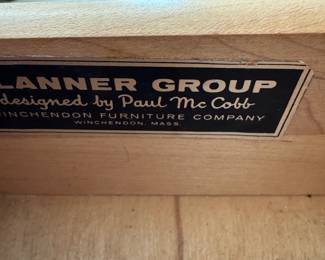 LANNER GROUP
designed by Paul McCobb
INCHENDON FURNITURE COMPANY
WINCHENDON, MASS.